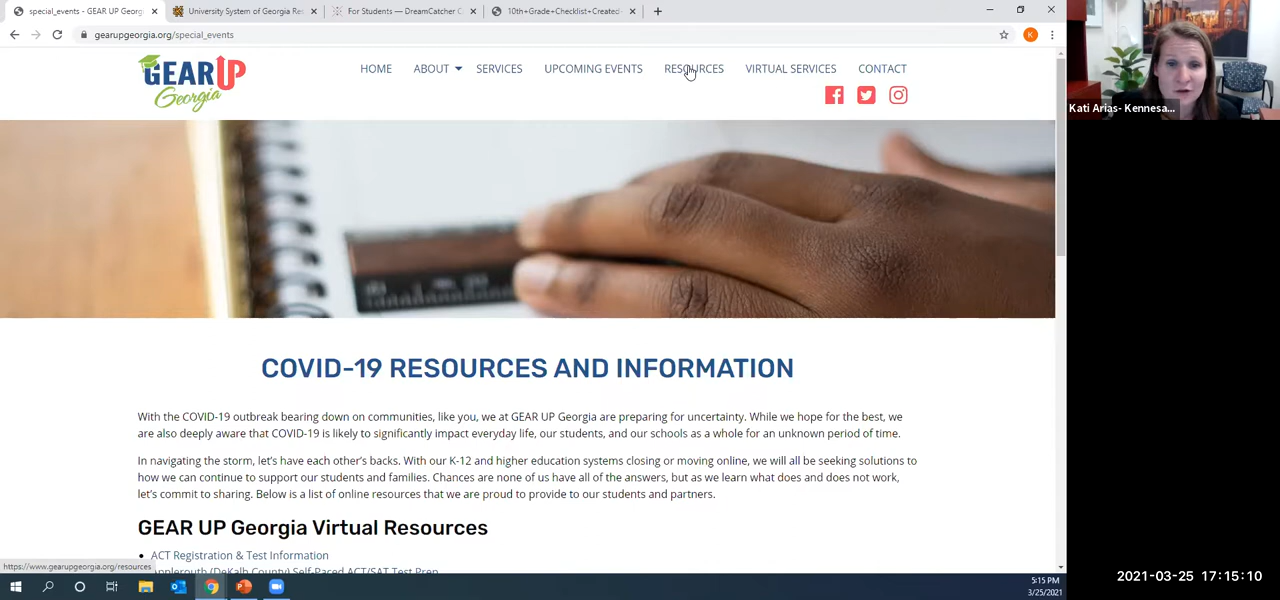 special_events - GEAR UP Georgi
University System of Georgia Res
For Students — DreamCatcher C
10th+Grade+Checklist+Created-
gearupgeorgia.org/special_events
K
GEAR UP
Georgia
HOME
ABOUT
SERVICES
UPCOMING EVENTS
RESOURCES
VIRTUAL SERVICES
CONTACT
Kati Arias- Kennesa...
COVID-19 RESOURCES AND INFORMATION
With the COVID-19 outbreak bearing down on communities, like you, we at GEAR UP Georgia are preparing for uncertainty. While we hope for the best, we
are also deeply aware that COVID-19 is likely to significantly impact everyday life, our students, and our schools as a whole for an unknown period of time.
In navigating the storm, let's have each other's backs. With our K-12 and higher education systems closing or moving online, we will all be seeking solutions to
how we can continue to support our students and families. Chances are none of us have all of the answers, but as we learn what does and does not work,
let's commit to sharing. Below is a list of online resources that we are proud to provide to our students and partners.
GEAR UP Georgia Virtual Resources
ACT Registration & Test Information
https://www.gearupgeorgia.org/resources
(DeKalb County) Self-Paced ACT/SAT Test Prep
5:15 PM
3/25/2021
2021-03-25 17:15:10